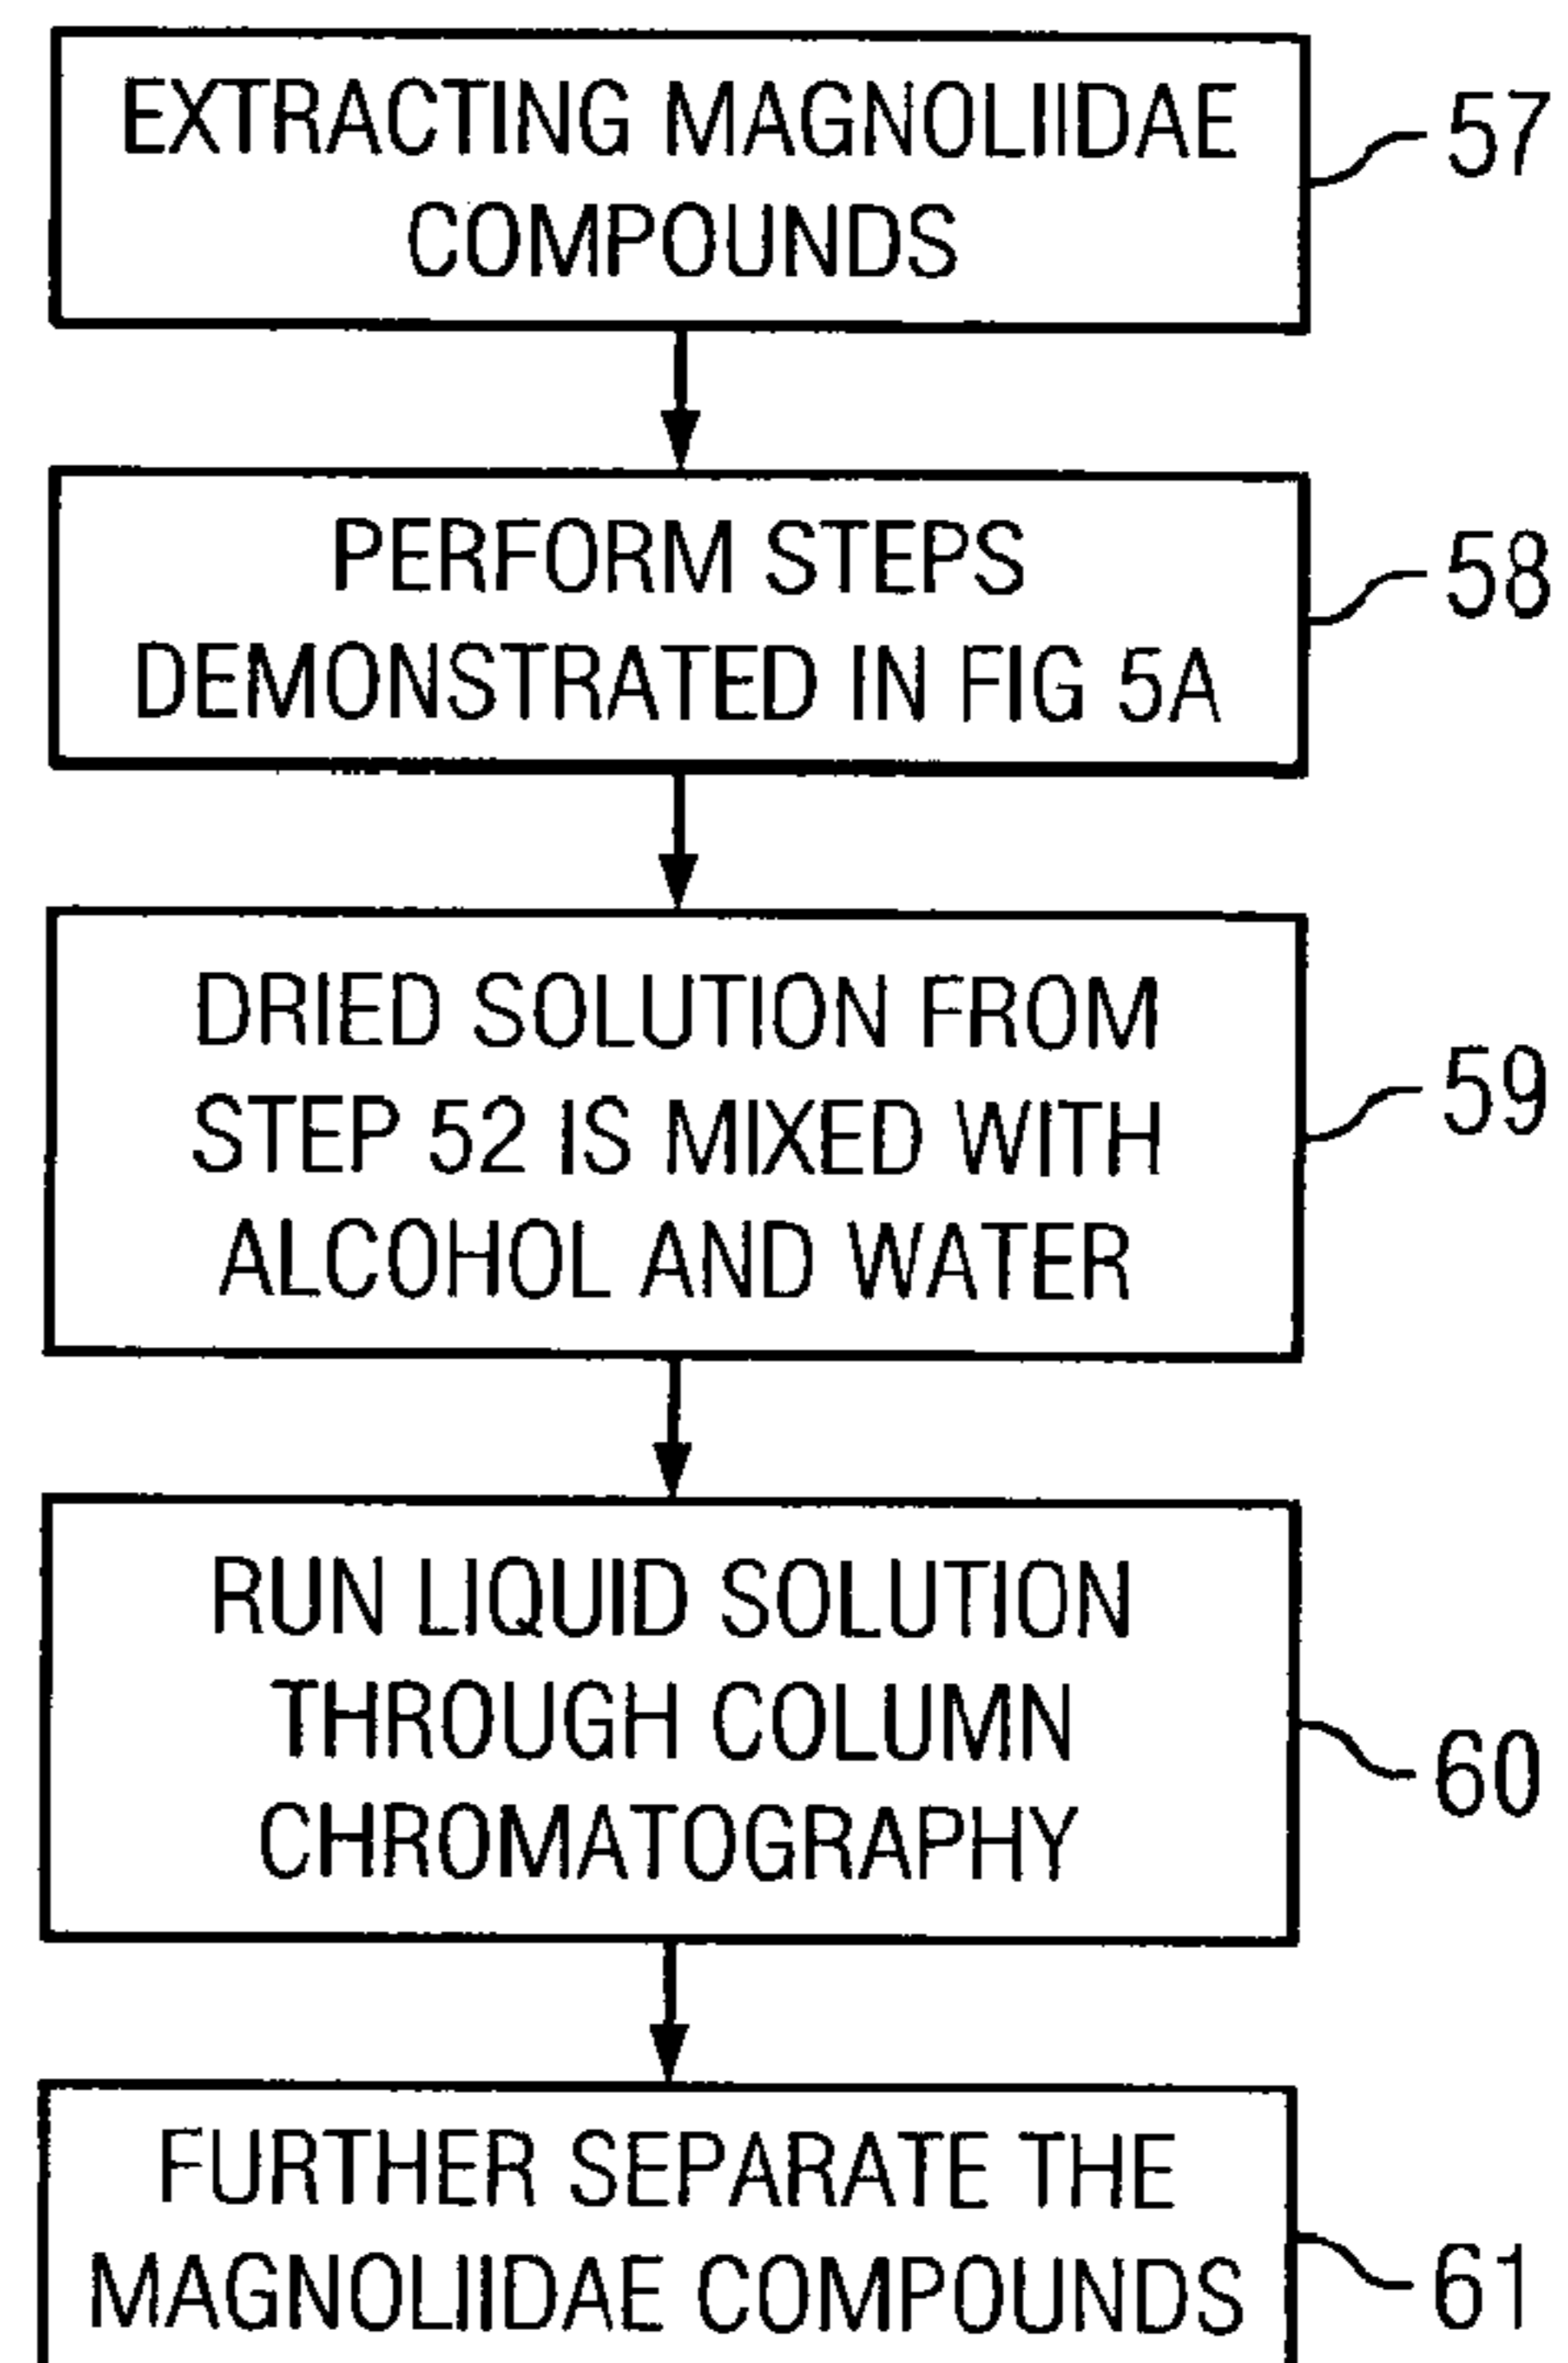 EXTRACTING MAGNOLIIDAE
COMPOUNDS
57
PERFORM STEPS
DEMONSTRATED IN FIG 5A
58
DRIED SOLUTION FROM
STEP 52 IS MIXED WITH
ALCOHOL AND WATER
59
RUN LIQUID SOLUTION
THROUGH COLUMN
CHROMATOGRAPHY
60
FURTHER SEPARATE THE
MAGNOLIIDAE COMPOUNDS
61